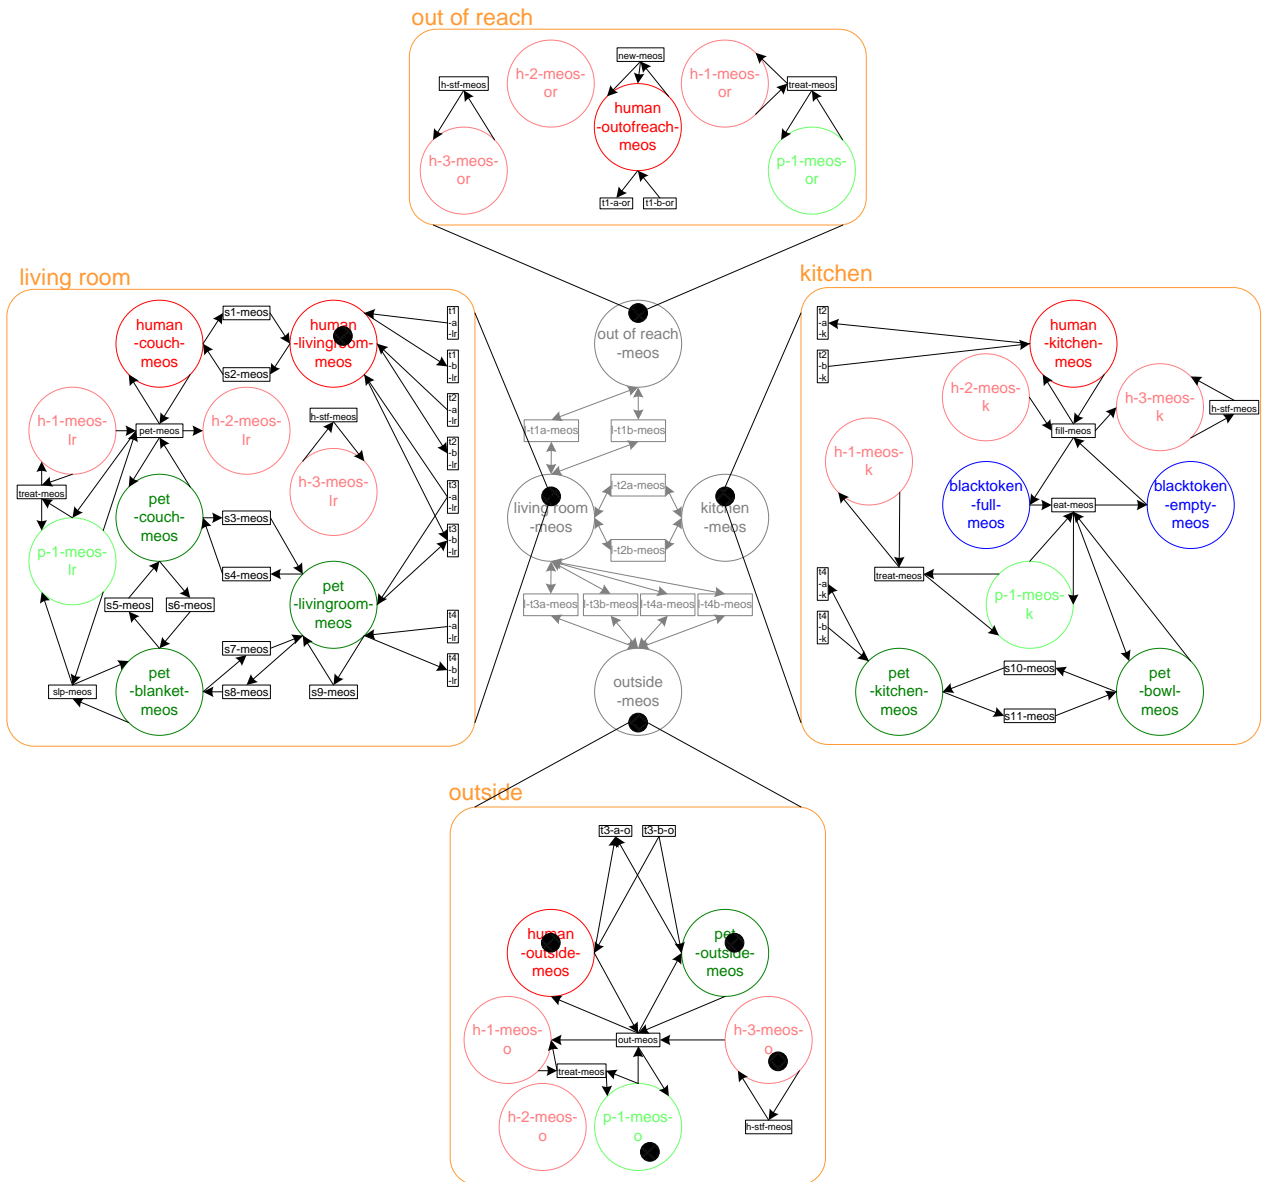 out of reach
new-meos
h-stf-meos
h-2-meos-
or
h-1-meos-
or
treat-meos
human
-outofreach-
meos
h-3-meos-
or
p-1-meos-
or
t1-a-or
t1-b-or
living room
human
-couch-
meos
s1-meos
human
-livingroom-
meos
s2-meos
t1
-a
-lr
t1
-b
-lr
t2
-a
-lr
t2
-b
-lr
t3
-a
-lr
t3
-b
-lr
t4
-a
-lr
t4
-b
-lr
h-1-meos-
lr
pet-meos
h-2-meos-
lr
h-stf-meos
h-3-meos-
lr
treat-meos
p-1-meos-
lr
pet
-couch-
meos
s3-meos
s4-meos
s5-meos
s6-meos
pet
-livingroom-
meos
s7-meos
s8-meos
s9-meos
slp-meos
pet
-blanket-
meos
out of reach
-meos
l-t1a-meos
l-t1b-meos
living room
-meos
l-t2a-meos
l-t2b-meos
kitchen
-meos
l-t3a-meos
l-t3b-meos
l-t4a-meos
l-t4b-meos
outside
-meos
kitchen
t2
-a
-k
t2
-b
-k
human
-kitchen-
meos
h-2-meos-
k
h-3-meos-
k
h-stf-meos
fill-meos
h-1-meos-
k
blacktoken
-full-
meos
eat-meos
blacktoken
-empty-
meos
treat-meos
p-1-meos-
k
t4
-a
-k
t4
-b
-k
pet
-kitchen-
meos
s10-meos
s11-meos
pet
-bowl-
meos
outside
t3-a-o
t3-b-o
human
-outside-
meos
pet
-outside-
meos
h-1-meos-
o
out-meos
h-3-meos-
o
treat-meos
h-2-meos-
o
p-1-meos-
o
h-stf-meos